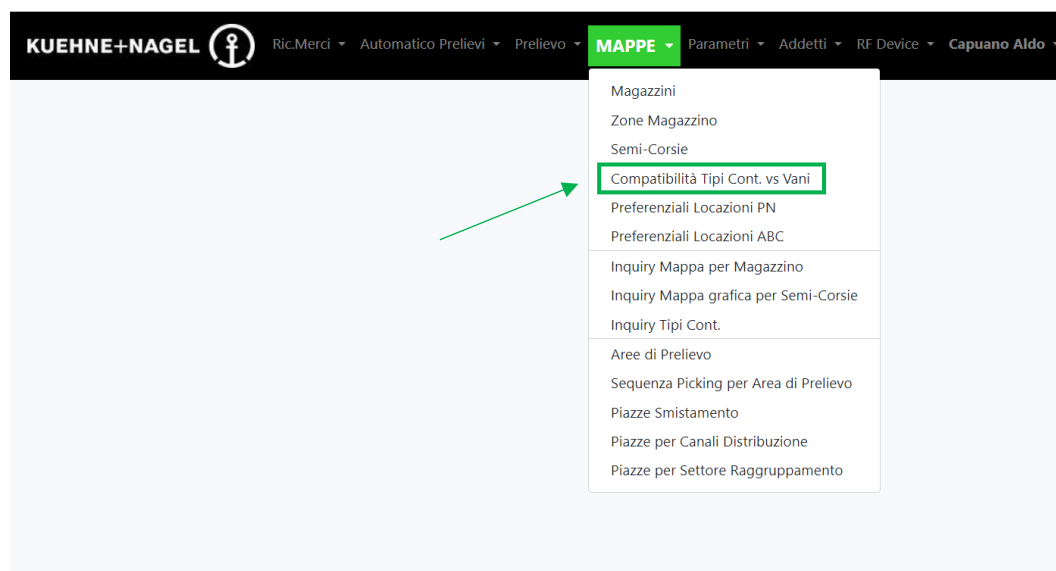 KUEHNE+NAGEL Ric.Merci Automatico Prelievi Prelievo MAPPE Parametri Addetti RF Device Capuano Aldo
Magazzini
Zone Magazzino
Semi-Corsie
Compatibilità Tipi Cont. vs Vani
Preferenziali Locazioni PN
Preferenziali Locazioni ABC
Inquiry Mappa per Magazzino
Inquiry Mappa grafica per Semi-Corsie
Inquiry Tipi Cont.
Aree di Prelievo
Sequenza Picking per Area di Prelievo
Piazze Smistamento
Piazze per Canali Distribuzione
Piazze per Settore Raggruppamento